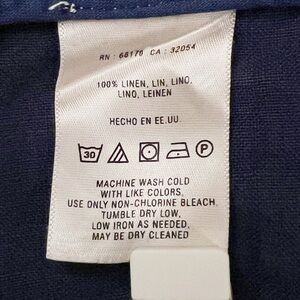 RN : 66176 CA : 32054
100% LINEN, LIN, LINO,
LINO, LEINEN
HECHO EN EE.UU.
30 P
MACHINE WASH COLD
WITH LIKE COLORS,
USE ONLY NON-CHLORINE BLEACH,
TUMBLE DRY LOW,
LOW IRON AS NEEDED,
MAY BE DRY CLEANED